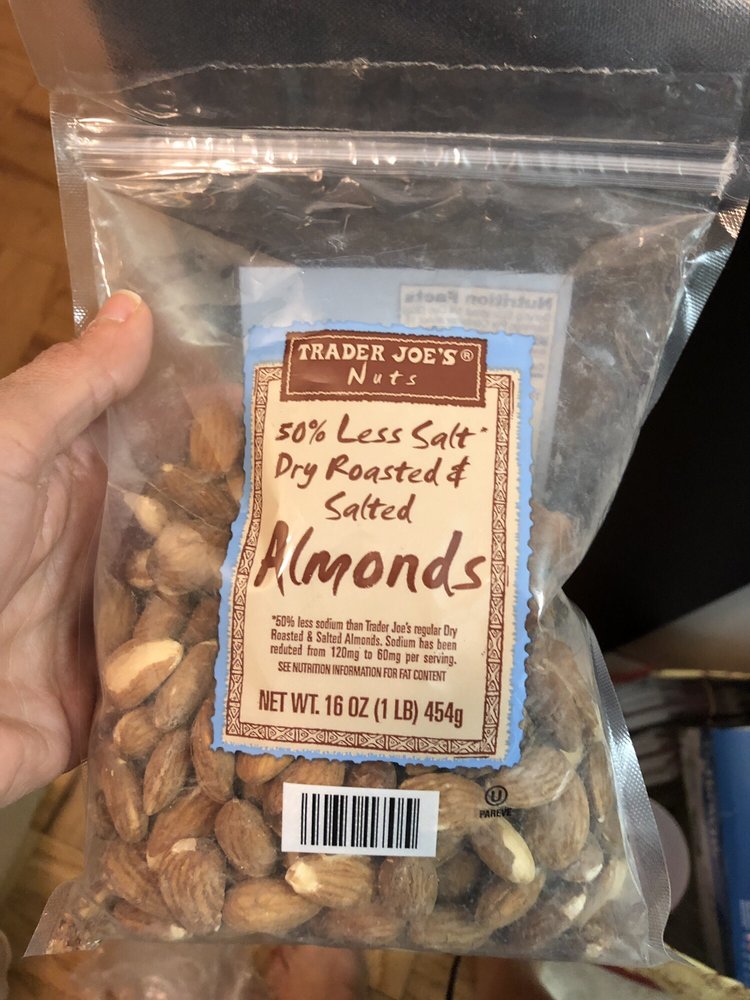 Nutrition Facts
TRADER JOE'S®
Nuts
50% Less Salt*
Dry Roasted &
Salted
Almonds
*50% less sodium than Trader Joe's regular Dry
Roasted & Salted Almonds. Sodium has been
reduced from 120mg to 60mg per serving.
SEE NUTRITION INFORMATION FOR FAT CONTENT
NET WT. 16 OZ (1 LB) 454g
U
PAREVE